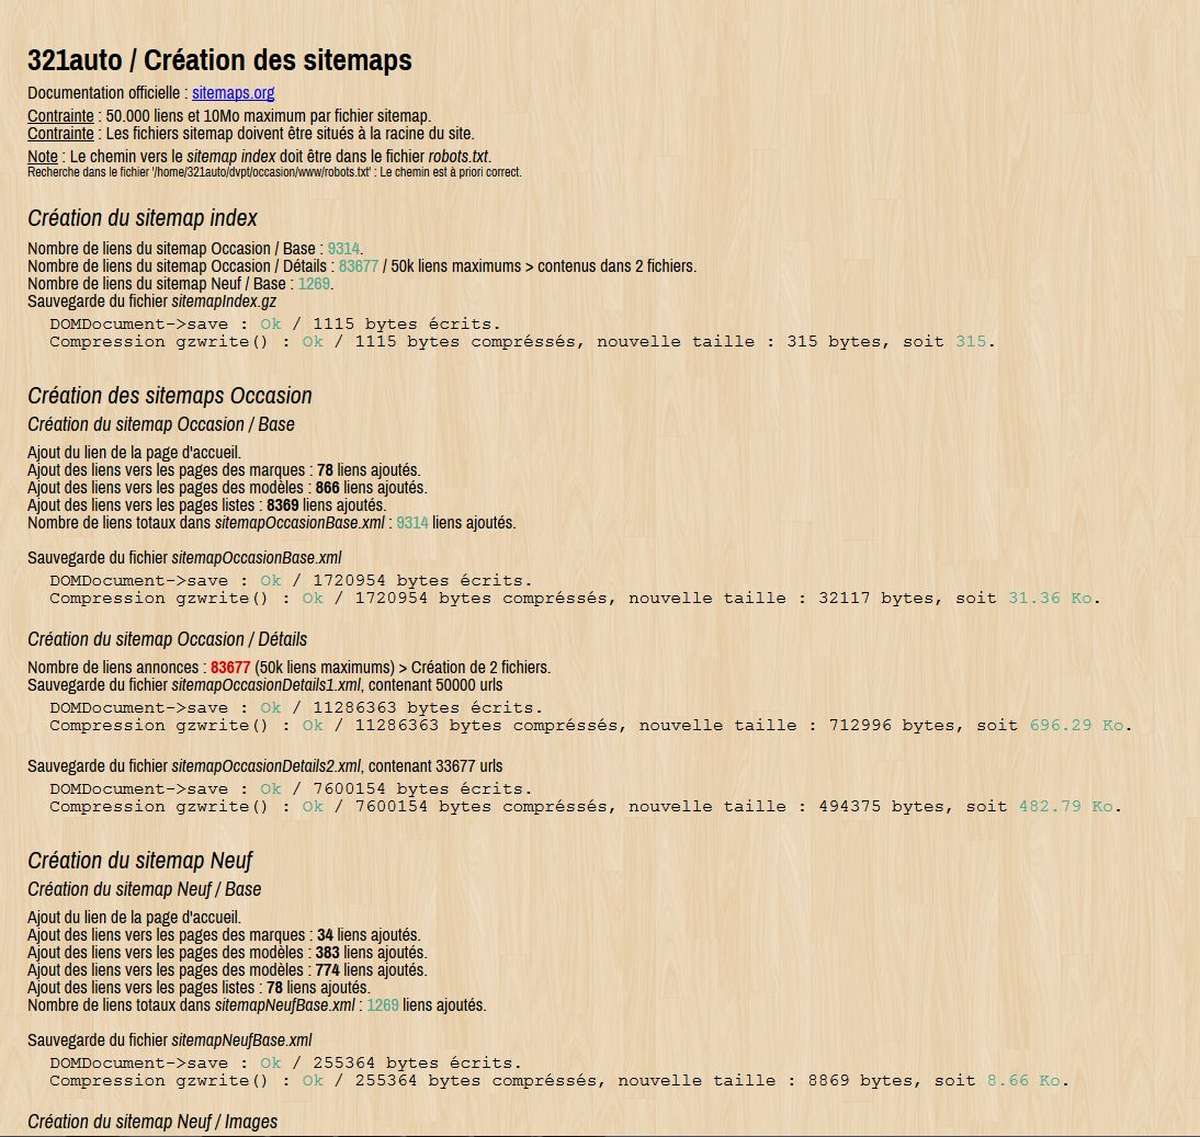 321auto / Création des sitemaps
Documentation officielle : sitemaps.org
Contrainte : 50.000 liens et 10Mo maximum par fichier sitemap.
Contrainte : Les fichiers sitemap doivent être situés à la racine du site.
Note : Le chemin vers le sitemap index doit être dans le fichier robots.txt.
Recherche dans le fichier '/home/321auto/dvpt/occasion/www/robots.txt' : Le chemin est à priori correct.
Création du sitemap index
Nombre de liens du sitemap Occasion / Base : 9314.
Nombre de liens du sitemap Occasion / Détails : 83677 / 50k liens maximums > contenus dans 2 fichiers.
Nombre de liens du sitemap Neuf / Base : 1269.
Sauvegarde du fichier sitemapIndex.gz
DOMDocument->save : Ok / 1115 bytes écrits.
Compression gzwrite() : Ok / 1115 bytes compréssés, nouvelle taille : 315 bytes, soit 315.
Création des sitemaps Occasion
Création du sitemap Occasion / Base
Ajout du lien de la page d'accueil.
Ajout des liens vers les pages des marques : 78 liens ajoutés.
Ajout des liens vers les pages des modèles : 866 liens ajoutés.
Ajout des liens vers les pages listes : 8369 liens ajoutés.
Nombre de liens totaux dans sitemapOccasionBase.xml : 9314 liens ajoutés.
Sauvegarde du fichier sitemapOccasionBase.xml
DOMDocument->save : Ok / 1720954 bytes écrits.
Compression gzwrite() : Ok / 1720954 bytes compréssés, nouvelle taille : 32117 bytes, soit 31.36 Ko.
Création du sitemap Occasion / Détails
Nombre de liens annonces : 83677 (50k liens maximums) > Création de 2 fichiers.
Sauvegarde du fichier sitemapOccasionDetails1.xml, contenant 50000 urls
DOMDocument->save : Ok / 11286363 bytes écrits.
Compression gzwrite() : Ok / 11286363 bytes compréssés, nouvelle taille : 712996 bytes, soit 696.29 Ko.
Sauvegarde du fichier sitemapOccasionDetails2.xml, contenant 33677 urls
DOMDocument->save : Ok / 7600154 bytes écrits.
Compression gzwrite() : Ok / 7600154 bytes compréssés, nouvelle taille : 494375 bytes, soit 482.79 Ko.
Création du sitemap Neuf
Création du sitemap Neuf / Base
Ajout du lien de la page d'accueil.
Ajout des liens vers les pages des marques : 34 liens ajoutés.
Ajout des liens vers les pages des modèles : 383 liens ajoutés.
Ajout des liens vers les pages des modèles : 774 liens ajoutés.
Ajout des liens vers les pages listes : 78 liens ajoutés.
Nombre de liens totaux dans sitemapNeufBase.xml : 1269 liens ajoutés.
Sauvegarde du fichier sitemapNeufBase.xml
DOMDocument->save : Ok / 255364 bytes écrits.
Compression gzwrite() : Ok / 255364 bytes compréssés, nouvelle taille : 8869 bytes, soit 8.66 Ko.
Création du sitemap Neuf / Images